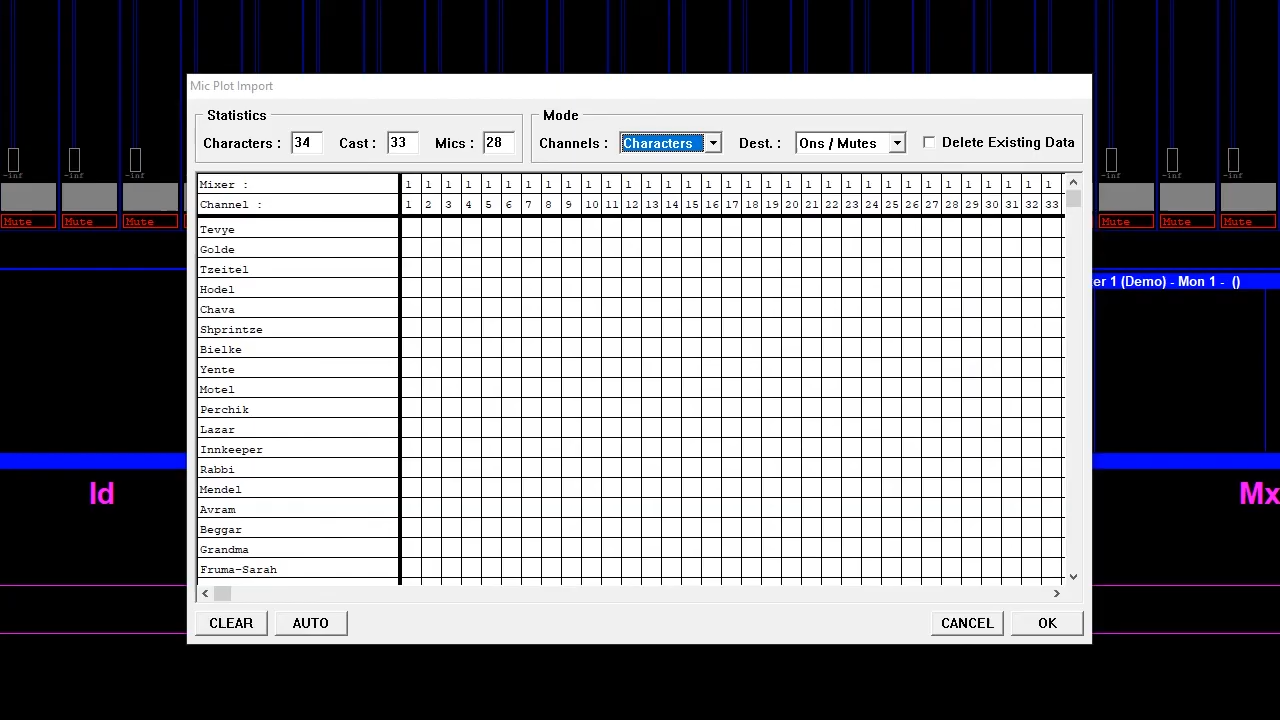 Mic Plot Import
Statistics
Characters : 34 Cast : 33 Mics : 28
Mode
Channels : Characters Dest. : Ons / Mutes Delete Existing Data
-inf -inf -inf -inf -inf -inf
Mute Mute Mute Mute Mute Mute
Mixer : 1 1 1 1 1 1 1 1 1 1 1 1 1 1 1 1 1 1 1 1 1 1 1 1 1 1 1 1 1 1 1 1 1
Channel : 1 2 3 4 5 6 7 8 9 10 11 12 13 14 15 16 17 18 19 20 21 22 23 24 25 26 27 28 29 30 31 32 33
Tevye
Golde
Tzeitel
er 1 (Demo) - Mon 1 - ()
Hodel
Chava
Shprintze
Bielke
Yente
Motel
Perchik
Lazar
Innkeeper
Rabbi
Mendel
Id Mx
Avram
Beggar
Grandma
Fruma-Sarah
CLEAR AUTO CANCEL OK